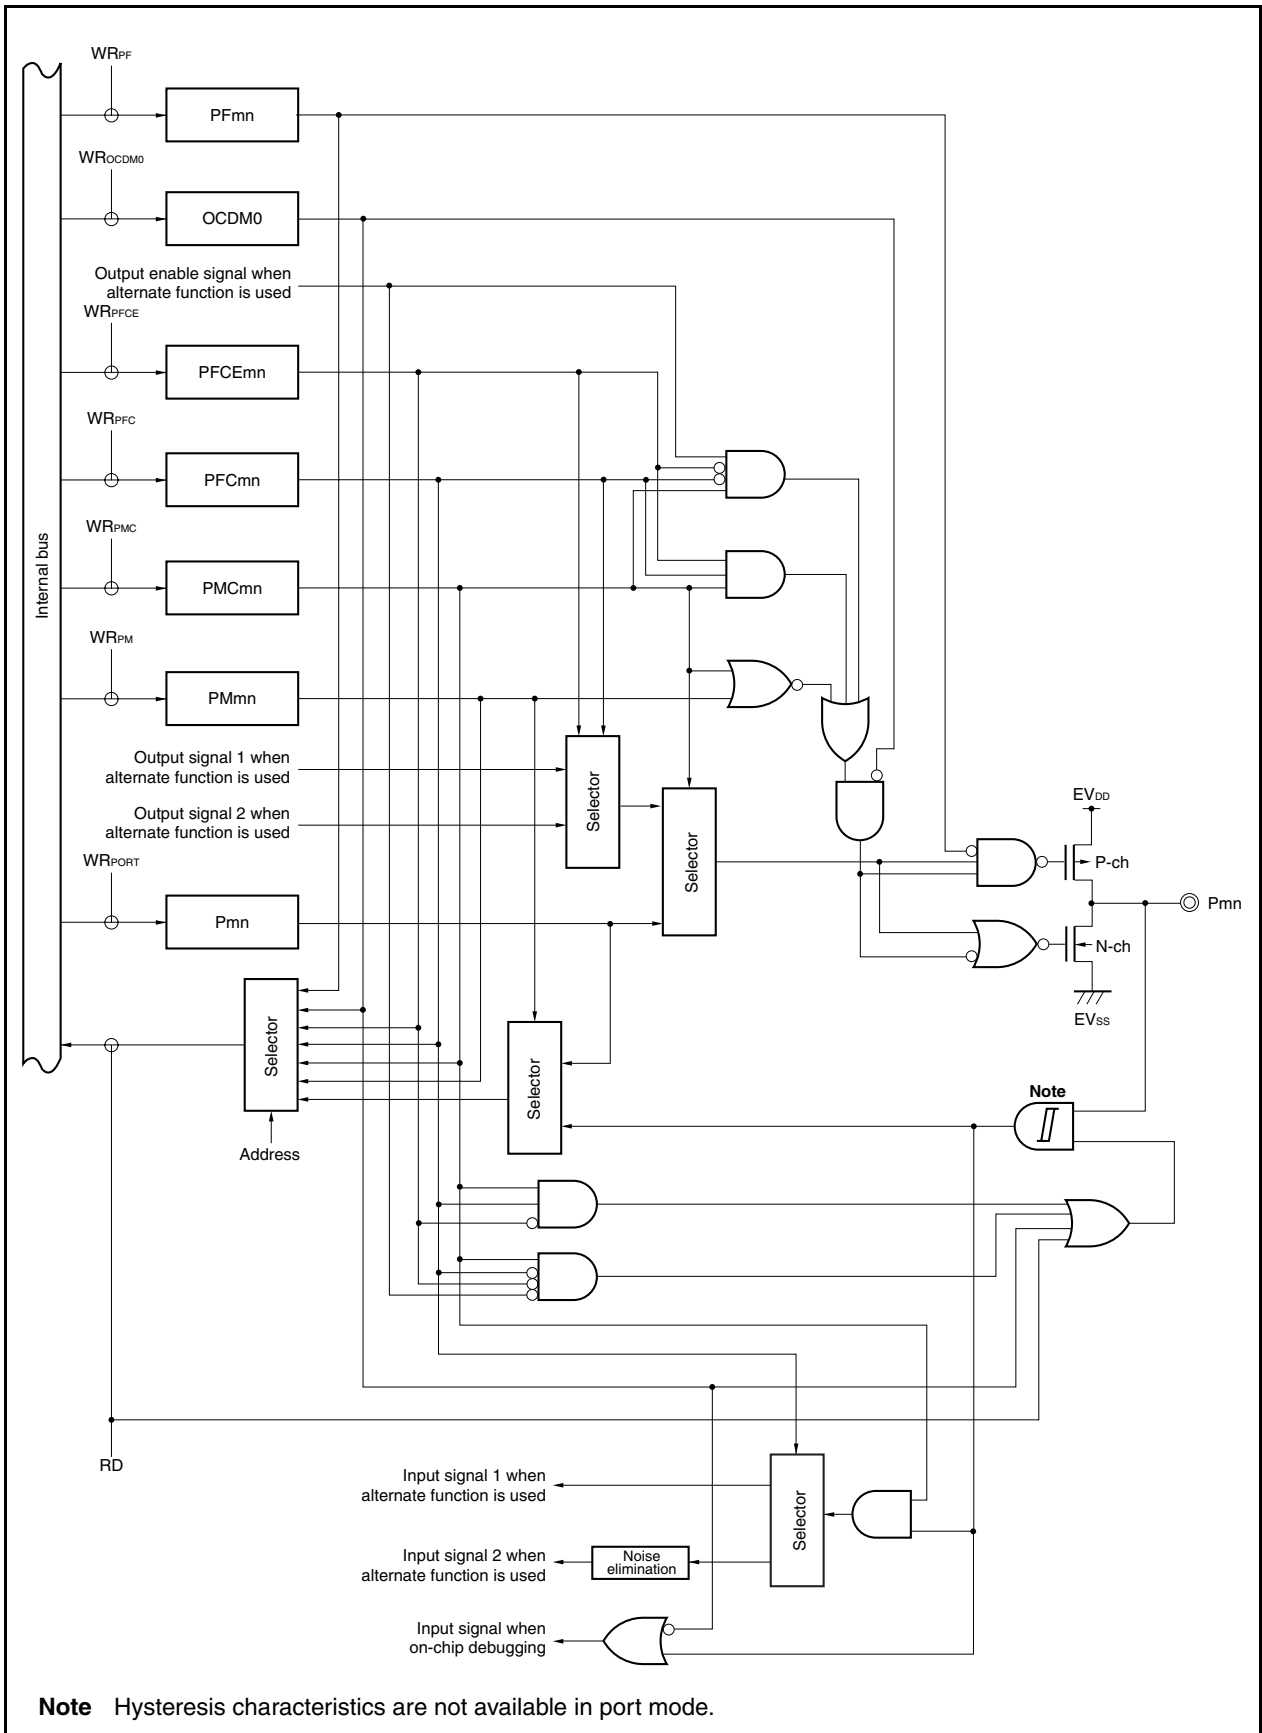 WRPF
PFmn
WROCDM0
OCDM0
Output enable signal when
alternate function is used
WRPFCE
PFCEmn
WRPFC
PFCmn
WRPMC
Internal bus
PMCmn
WRPM
PMmn
Output signal 1 when
alternate function is used
Output signal 2 when
alternate function is used
Selector
Selector
EVDD
P-ch
WRPORT
Pmn
Pmn
N-ch
EVSS
Selector
Selector
Address
Note
RD
Input signal 1 when
alternate function is used
Selector
Input signal 2 when
alternate function is used
Noise
elimination
Input signal when
on-chip debugging
Note Hysteresis characteristics are not available in port mode.